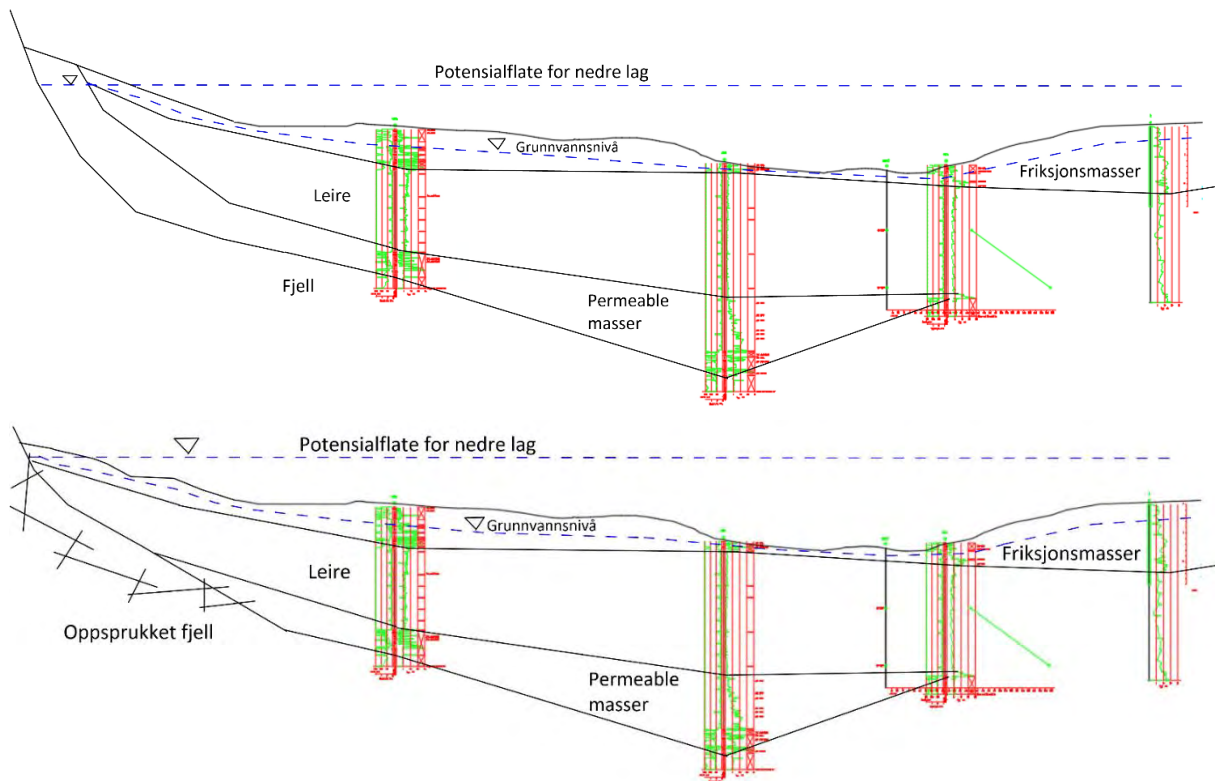 Potensialflate for nedre lag
Grunnvannsnivå
Friksjonsmasser
Leire
Fjell
Permeable
masser
Potensialflate for nedre lag
Grunnvannsnivå
Friksjonsmasser
Leire
Oppsprukket fjell
Permeable
masser